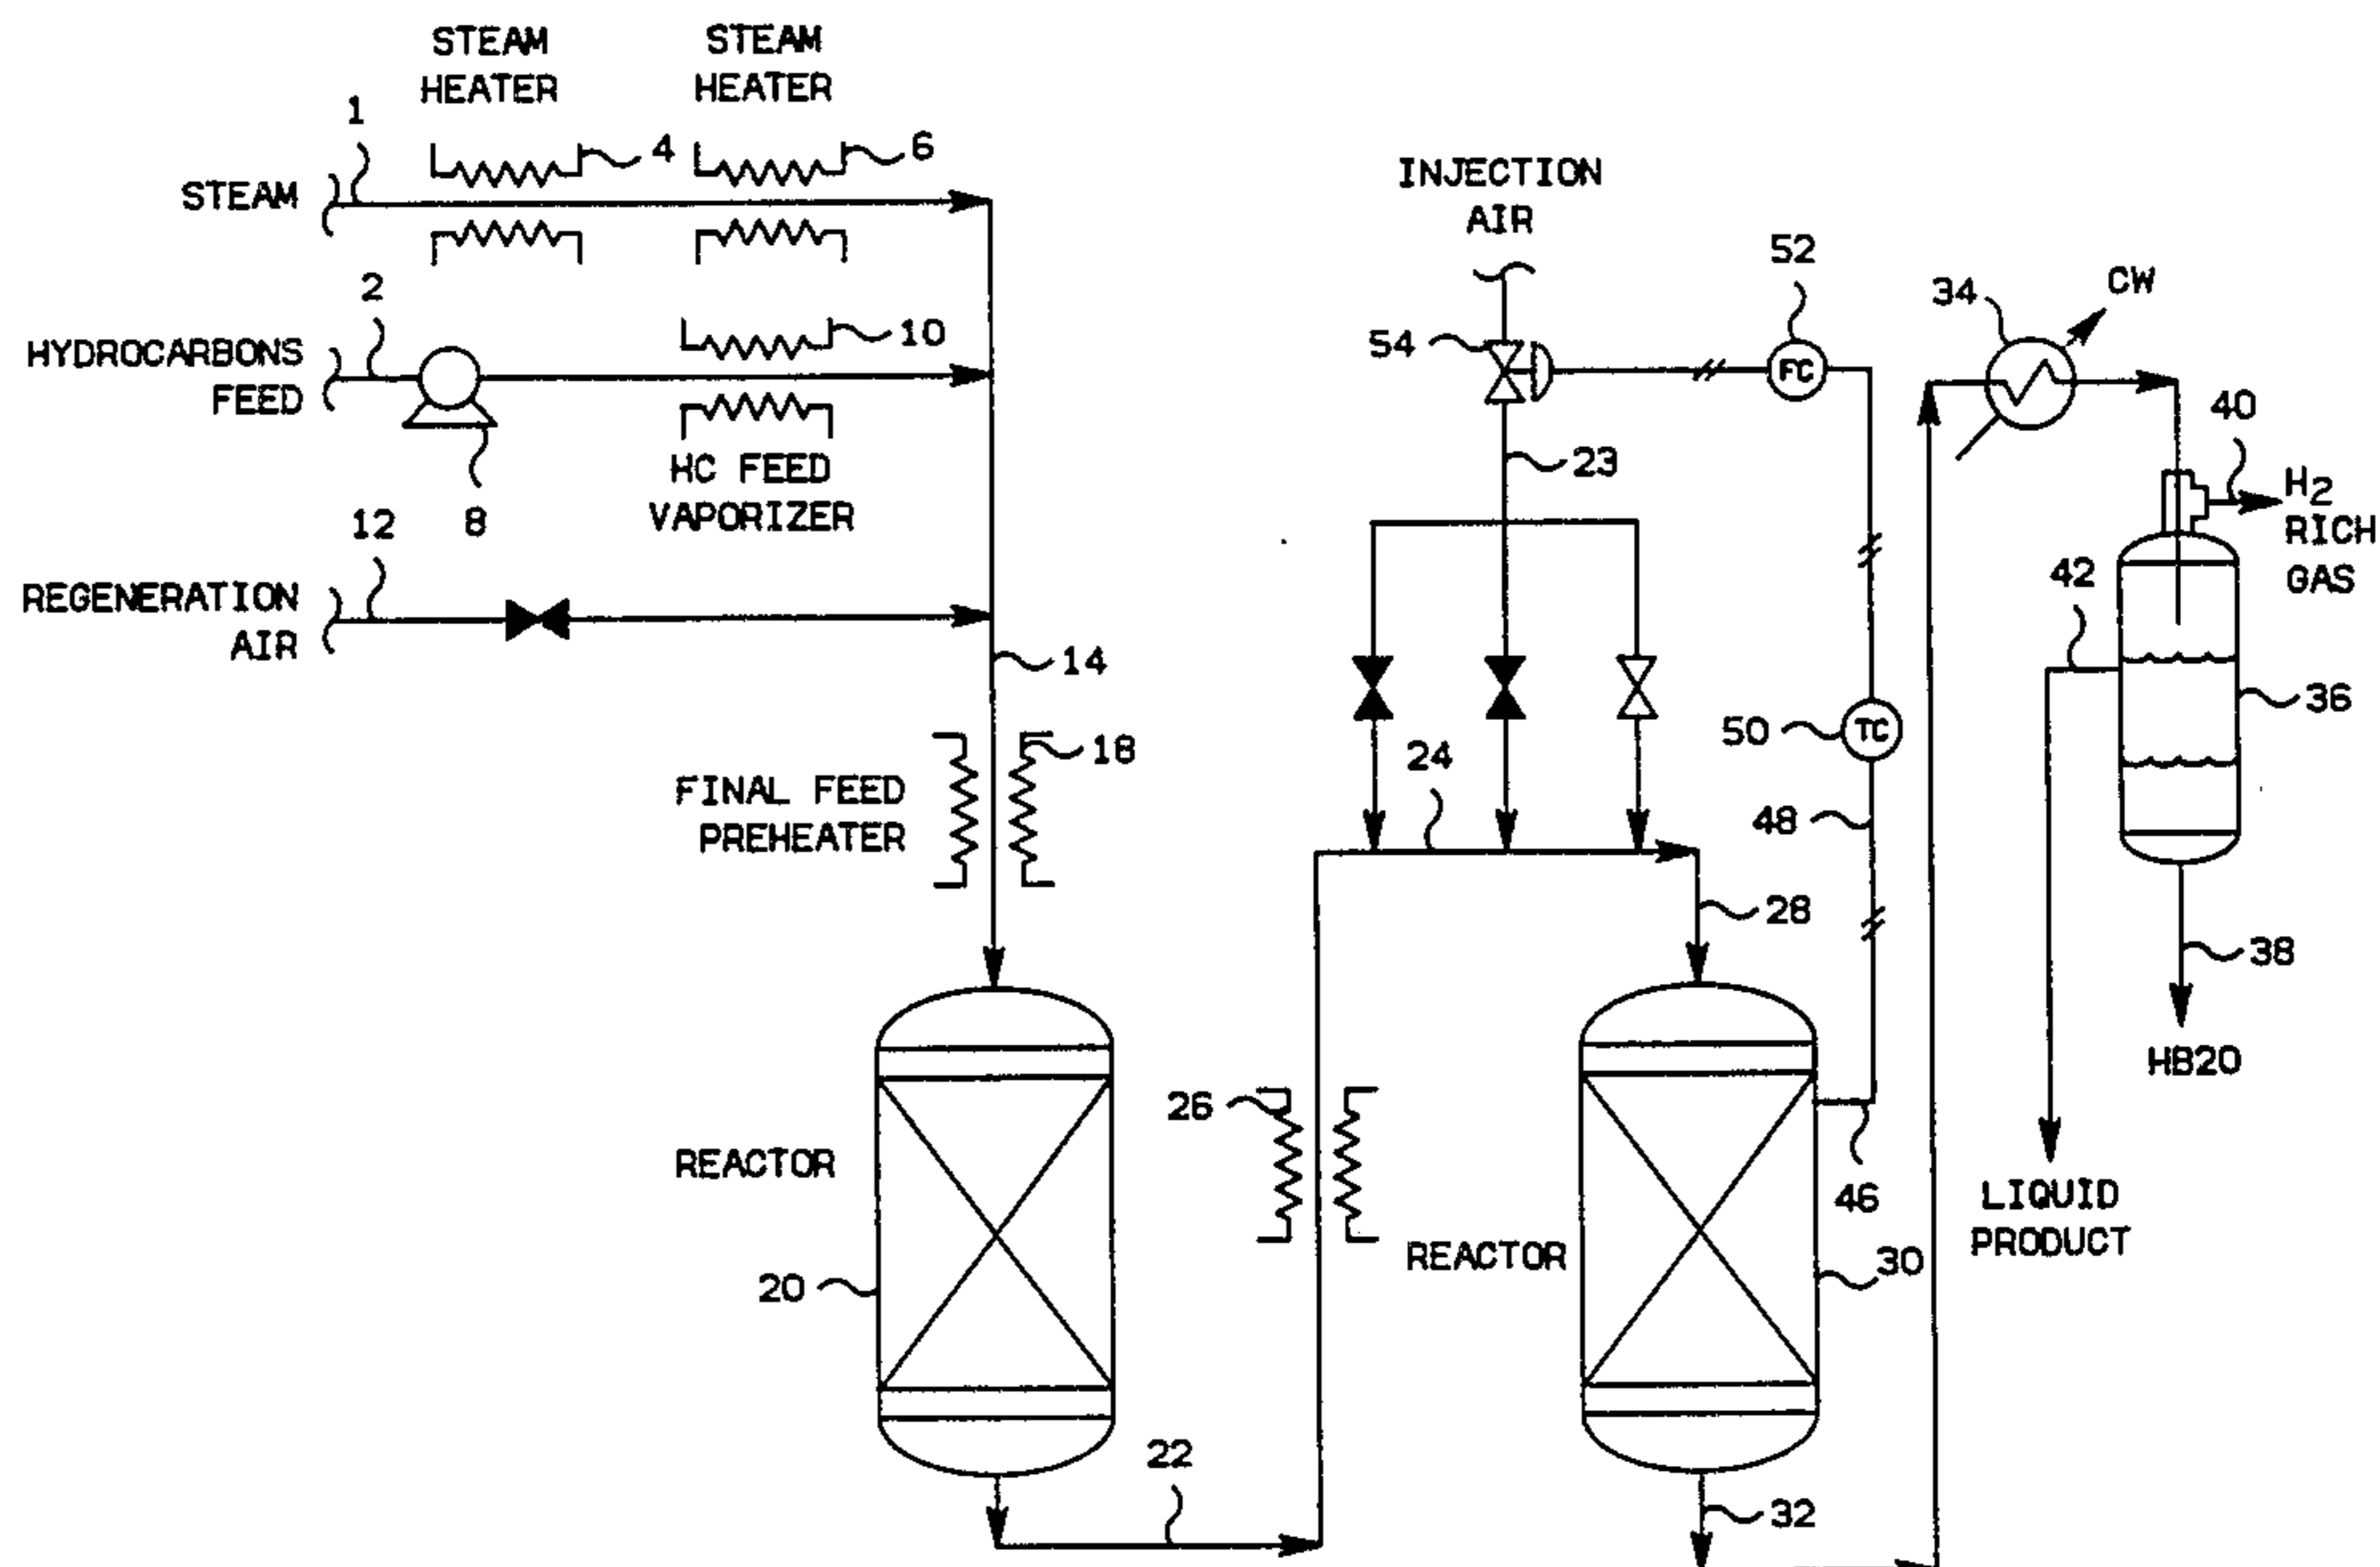 STEAM
HEATER
STEAM
HEATER
1
4
6
STEAM
2
10
HYDROCARBONS
FEED
8
HC FEED
VAPORIZER
12
REGENERATION
AIR
14
18
FINAL FEED
PREHEATER
REACTOR
20
22
INJECTION
AIR
54
52
FC
23
50
TC
24
48
28
26
46
REACTOR
30
32
34
CW
40
H2
RICH
GAS
42
36
38
HB20
LIQUID
PRODUCT